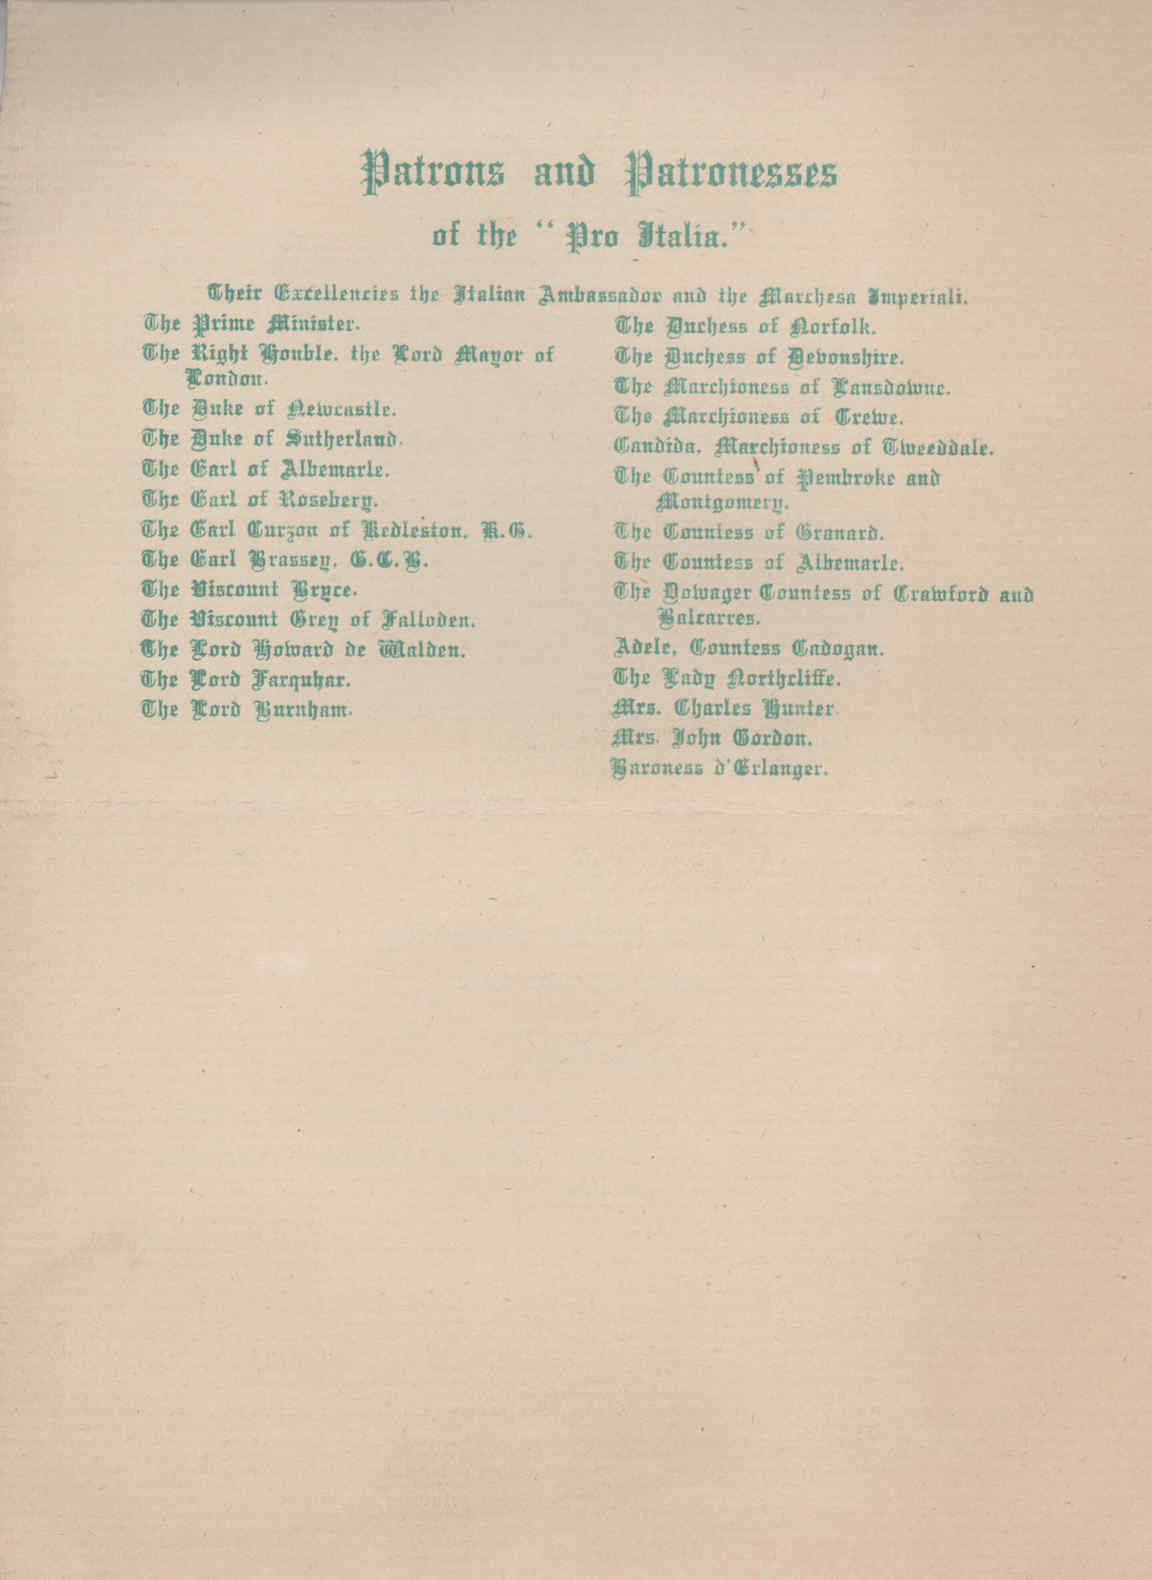 Patrons and Patronesses
of the "Pro Italia."
Their Excellencies the Italian Ambassador and the Marchesa Imperiali.
The Prime Minister.
The Right Honble. the Lord Mayor of
London.
The Duke of Newcastle.
The Duke of Sutherland.
The Earl of Albemarle.
The Earl of Rosebery.
The Earl Curzon of Kedleston, K.G.
The Earl Brassey, G.C.B.
The Viscount Bryce.
The Viscount Grey of Falloden.
The Lord Howard de Walden.
The Lord Farquhar.
The Lord Burnham.
The Duchess of Norfolk.
The Duchess of Devonshire.
The Marchioness of Lansdowne.
The Marchioness of Crewe.
Candida, Marchioness of Tweeddale.
The Countess of Pembroke and
Montgomery.
The Countess of Granard.
The Countess of Albemarle.
The Dowager Countess of Crawford and
Balcarres.
Adele, Countess Cadogan.
The Lady Northcliffe.
Mrs. Charles Hunter.
Mrs. John Gordon.
Baroness d'Erlanger.